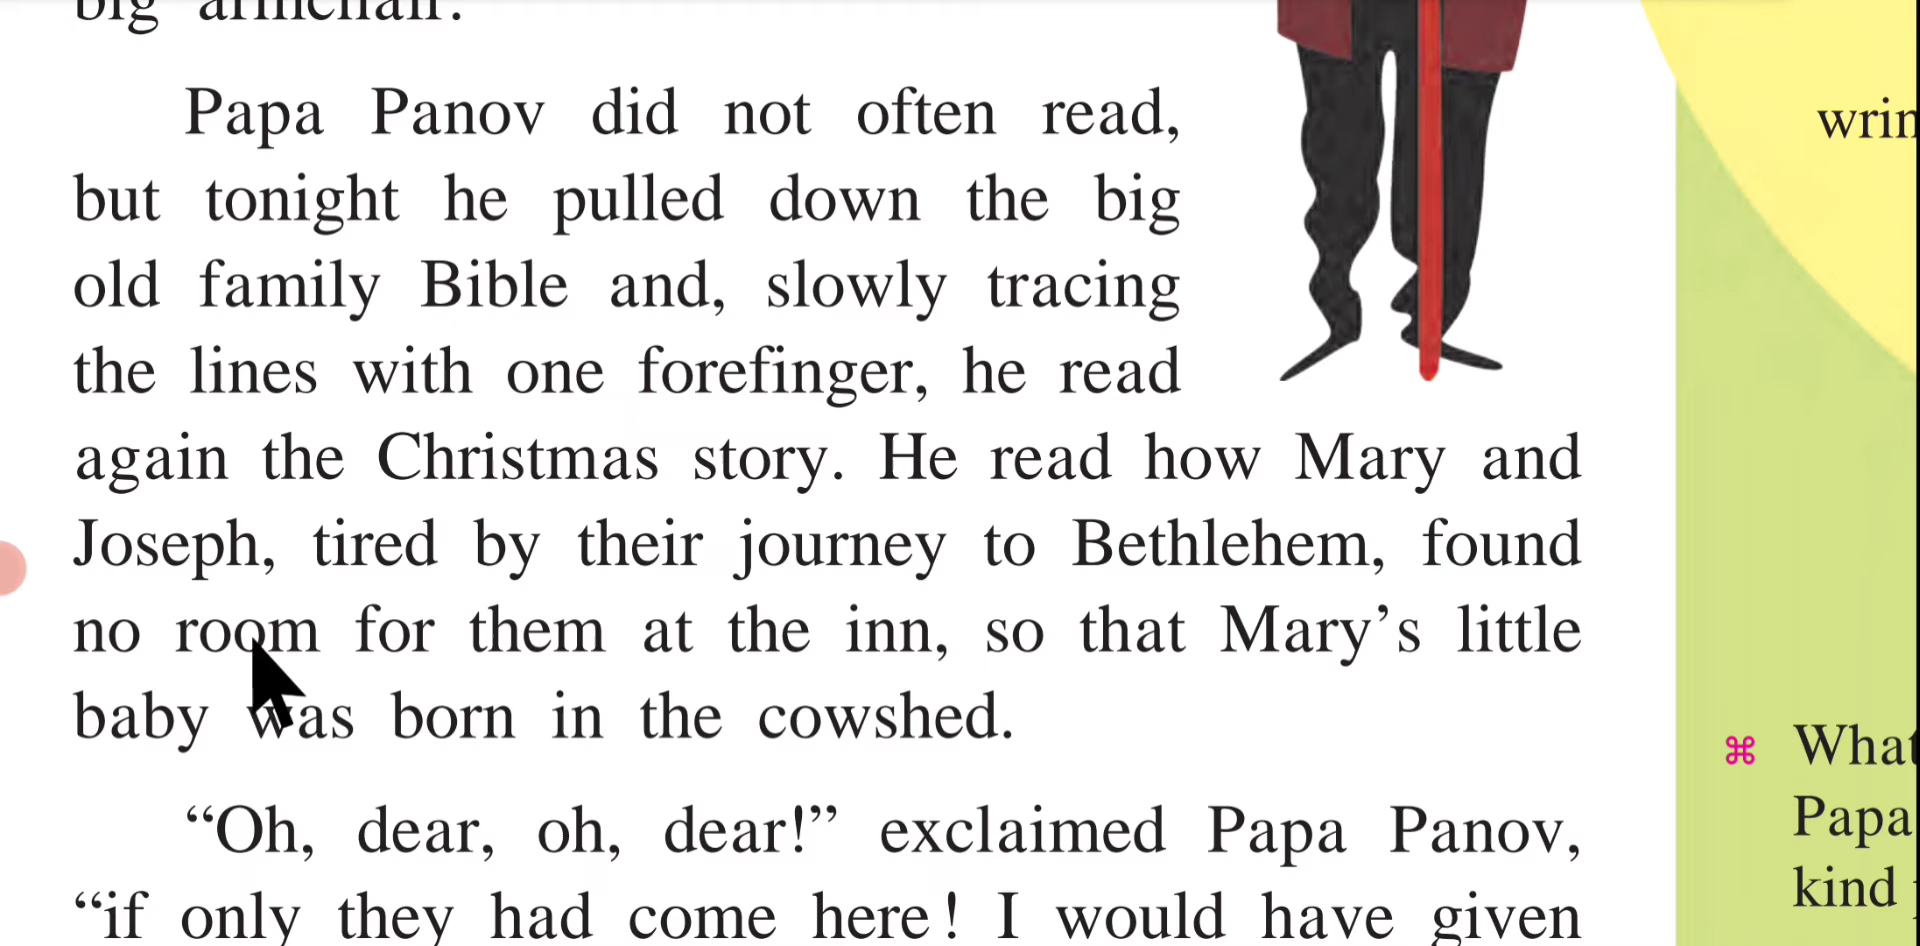 big armchair.
Papa Panov did not often read,
but tonight he pulled down the big
old family Bible and, slowly tracing
the lines with one forefinger, he read
again the Christmas story. He read how Mary and
Joseph, tired by their journey to Bethlehem, found
no room for them at the inn, so that Mary’s little
baby was born in the cowshed.
“Oh, dear, oh, dear!” exclaimed Papa Panov,
“if only they had come here! I would have given
⌘ What
Papa
kind